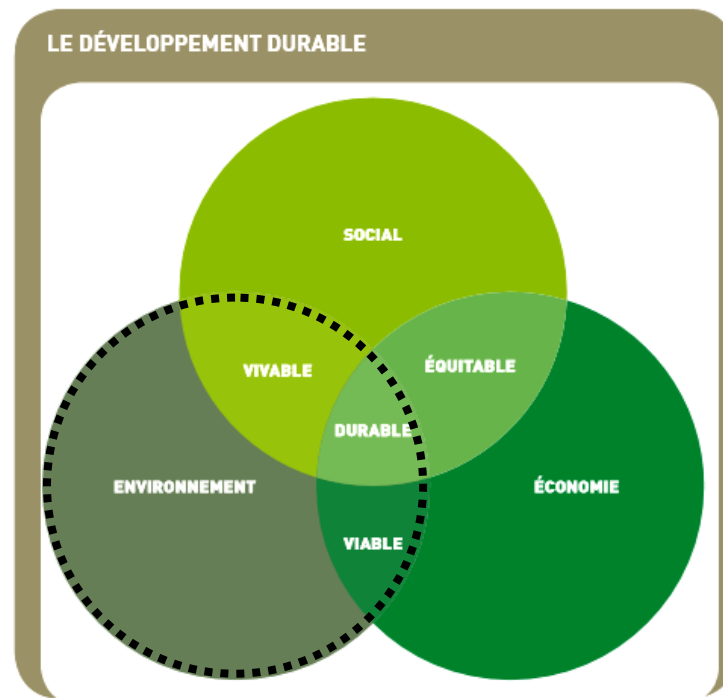 LE DÉVELOPPEMENT DURABLE
SOCIAL
VIVABLE
ÉQUITABLE
DURABLE
ENVIRONNEMENT
ÉCONOMIE
VIABLE